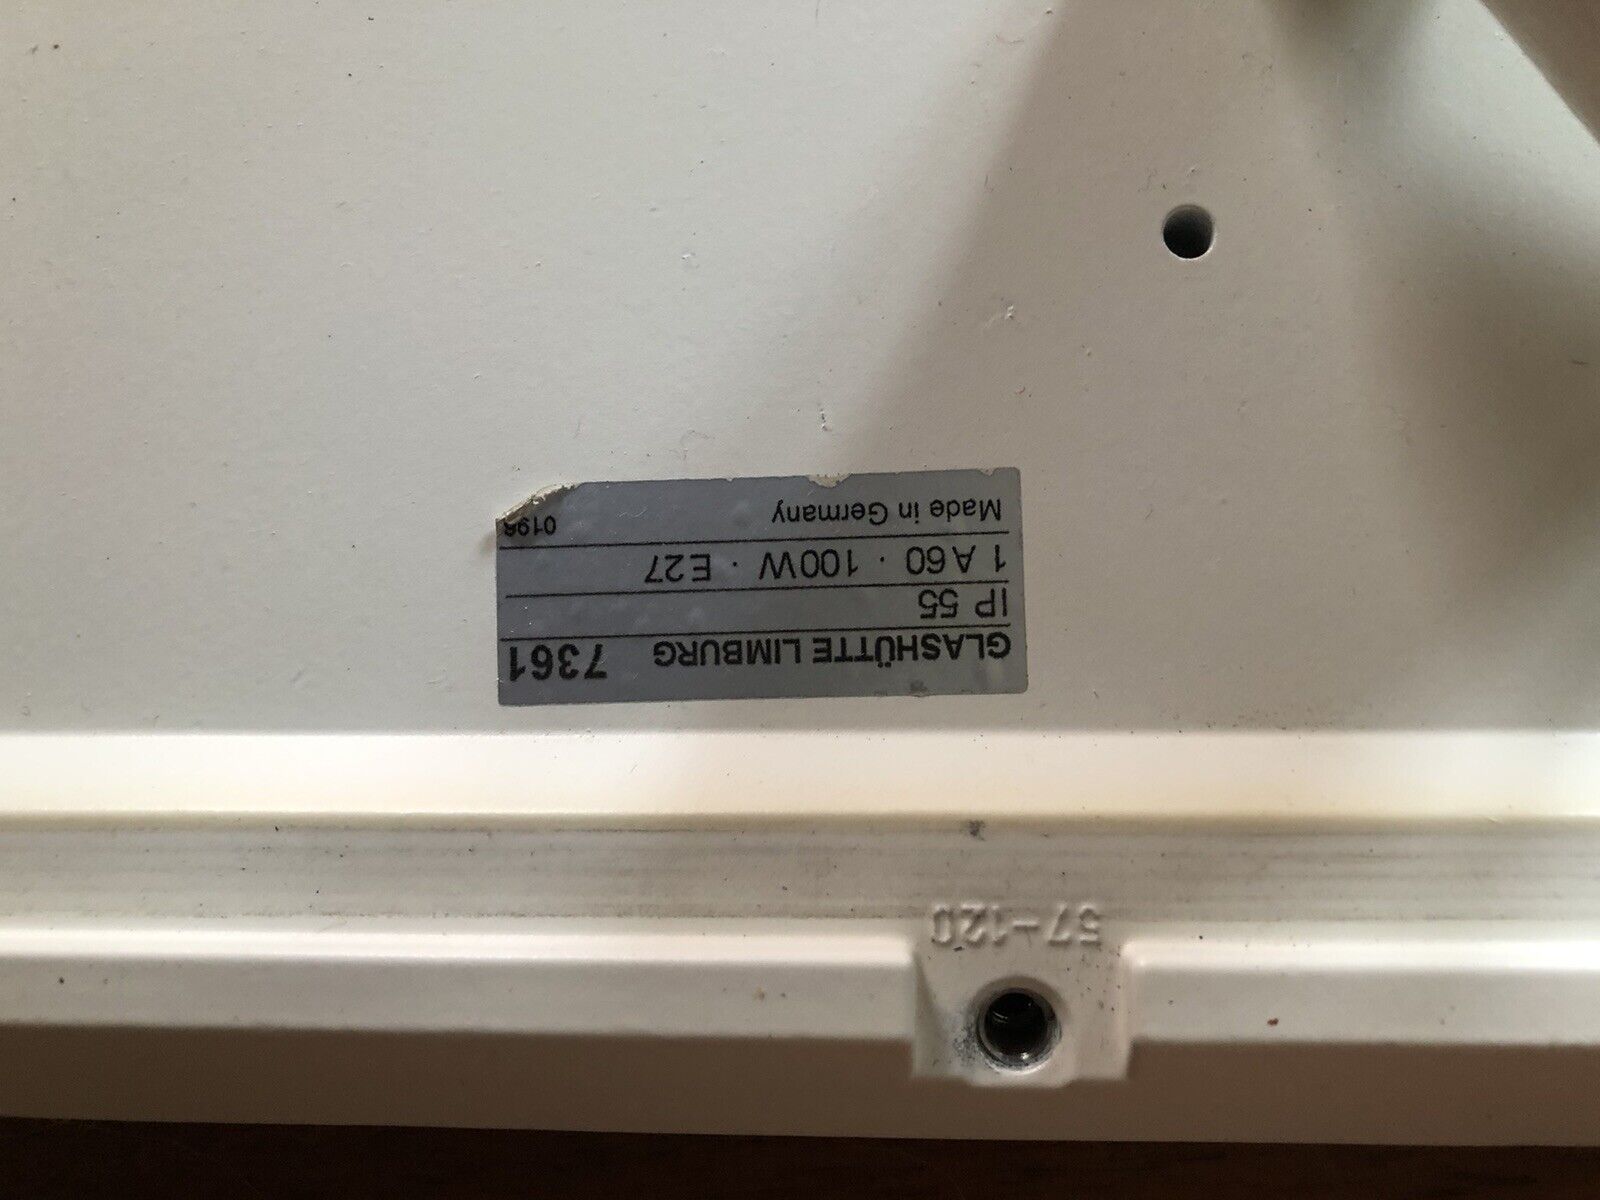 GLASHÜTTE LIMBURG 7361
IP 55
1 A60 · 100W · E27
Made in Germany 0196
57-120